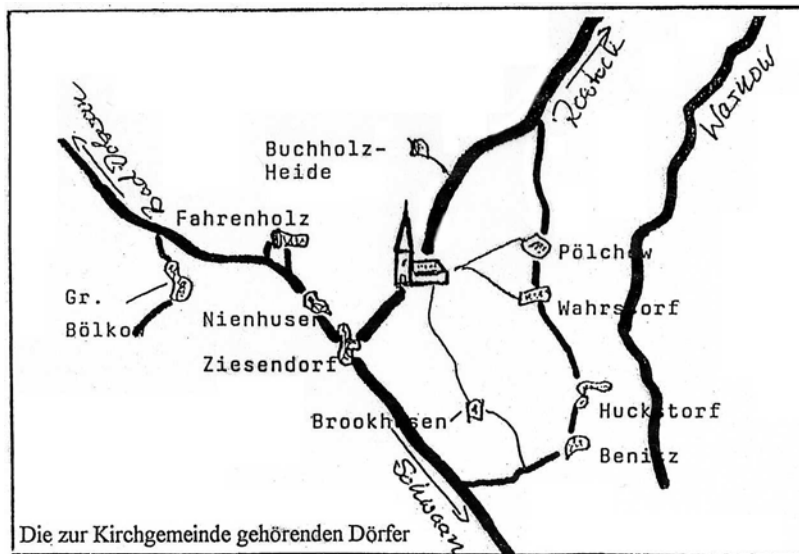 Rostock
Warnow
Bad Doberan
Buchholz-
Heide
Fahrenholz
Pölchow
Gr.
Bölkow
Wahrstorf
Nienhusen
Ziesendorf
Huckstorf
Brookhusen
Benitz
Schwaan
Die zur Kirchgemeinde gehörenden Dörfer